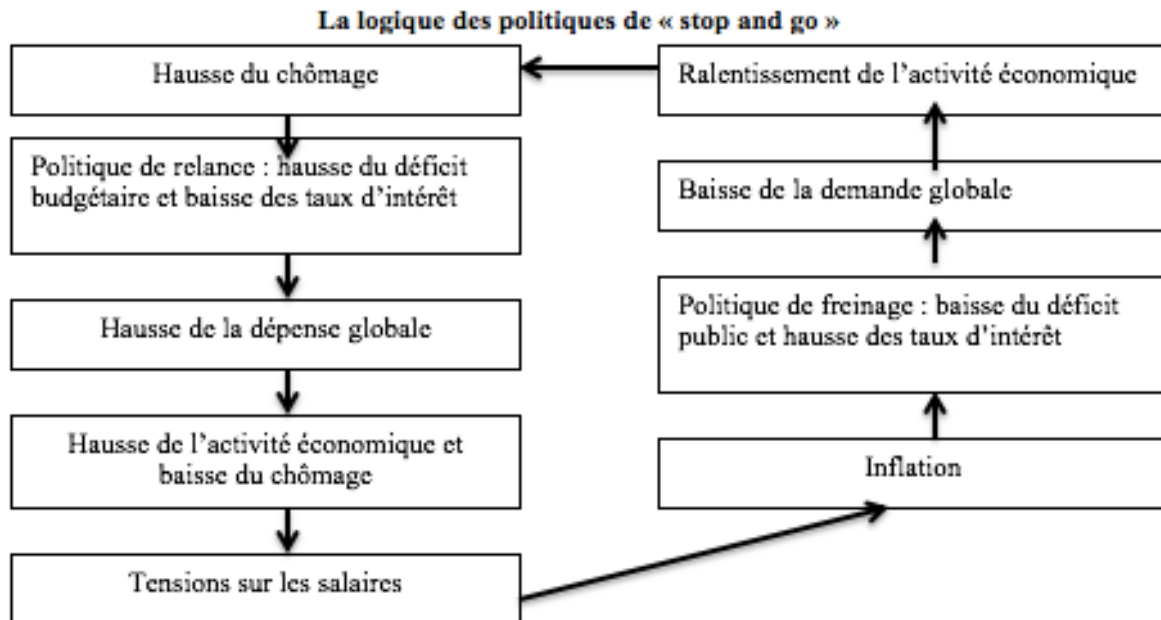 La logique des politiques de « stop and go »
Hausse du chômage
Politique de relance : hausse du déficit
budgétaire et baisse des taux d’intérêt
Hausse de la dépense globale
Hausse de l’activité économique et
baisse du chômage
Tensions sur les salaires
Inflation
Politique de freinage : baisse du déficit
public et hausse des taux d’intérêt
Baisse de la demande globale
Ralentissement de l’activité économique